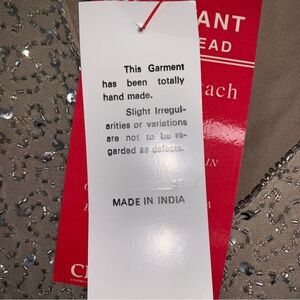 ANT
EAD
ach
This Garment
has been totally
hand made.
Slight Irregul-
arities or variations
are not to be re-
garded as defects.
IN
MADE IN INDIA